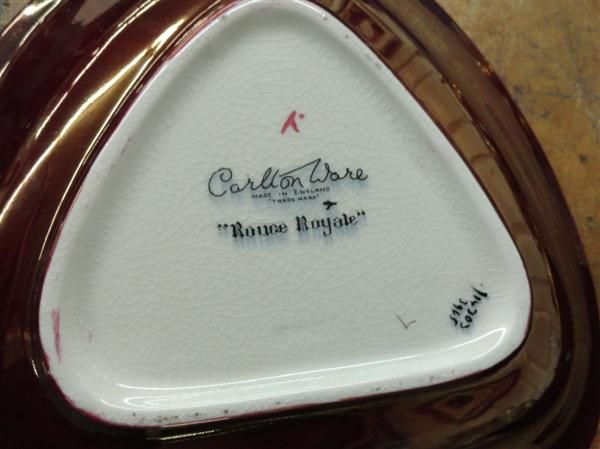 Carlton Ware
MADE IN ENGLAND
"TRADE MARK"
"Rouge Royale"